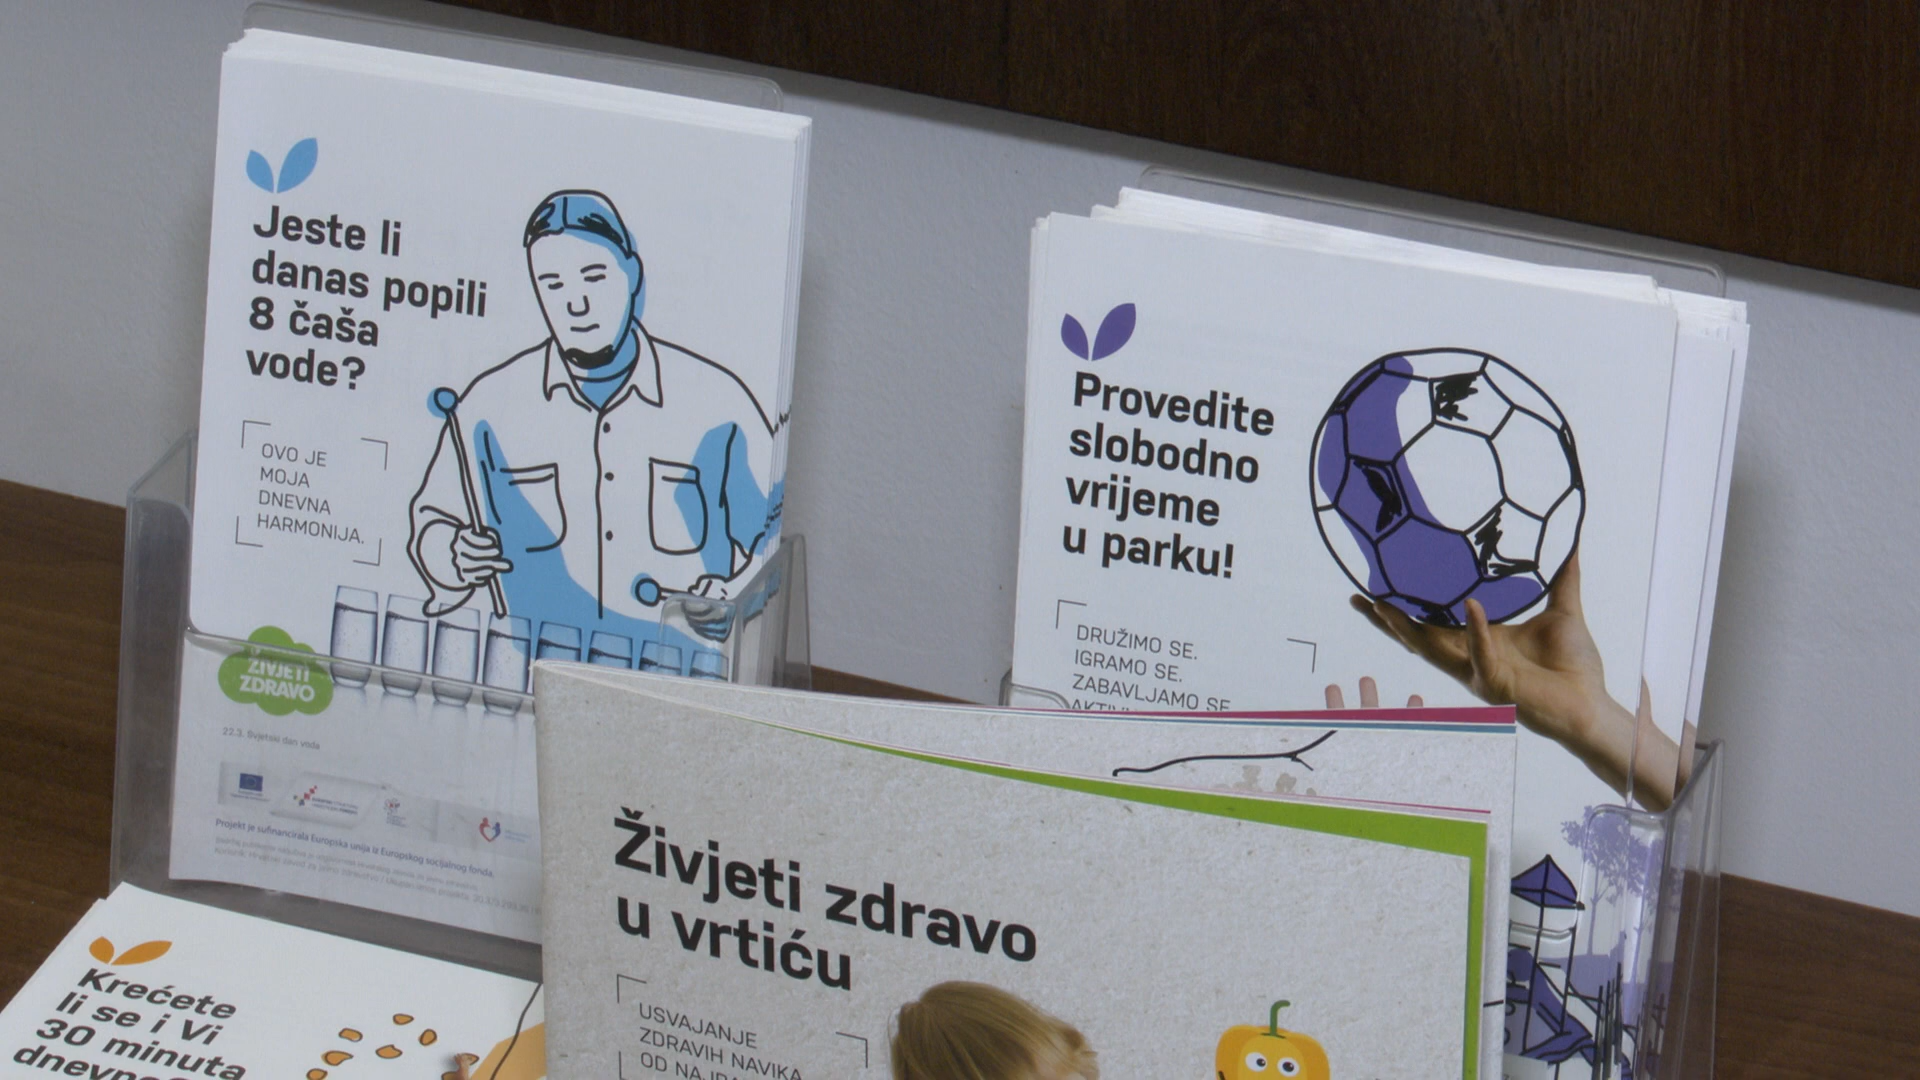 Jeste li
danas popili
8 čaša
vode?
OVO JE
MOJA
DNEVNA
HARMONIJA.
ŽIVJETI
ZDRAVO
22.3. Svjetski dan voda
Projekt je sufinancirala Europska unija iz Europskog socijalnog fonda.
Provedite
slobodno
vrijeme
u parku!
DRUŽIMO SE.
IGRAMO SE.
ZABAVLJAMO SE
Živjeti zdravo
u vrtiću
USVAJANJE
ZDRAVIH NAVIKA
OD
Krećete
li se i Vi
30 minuta